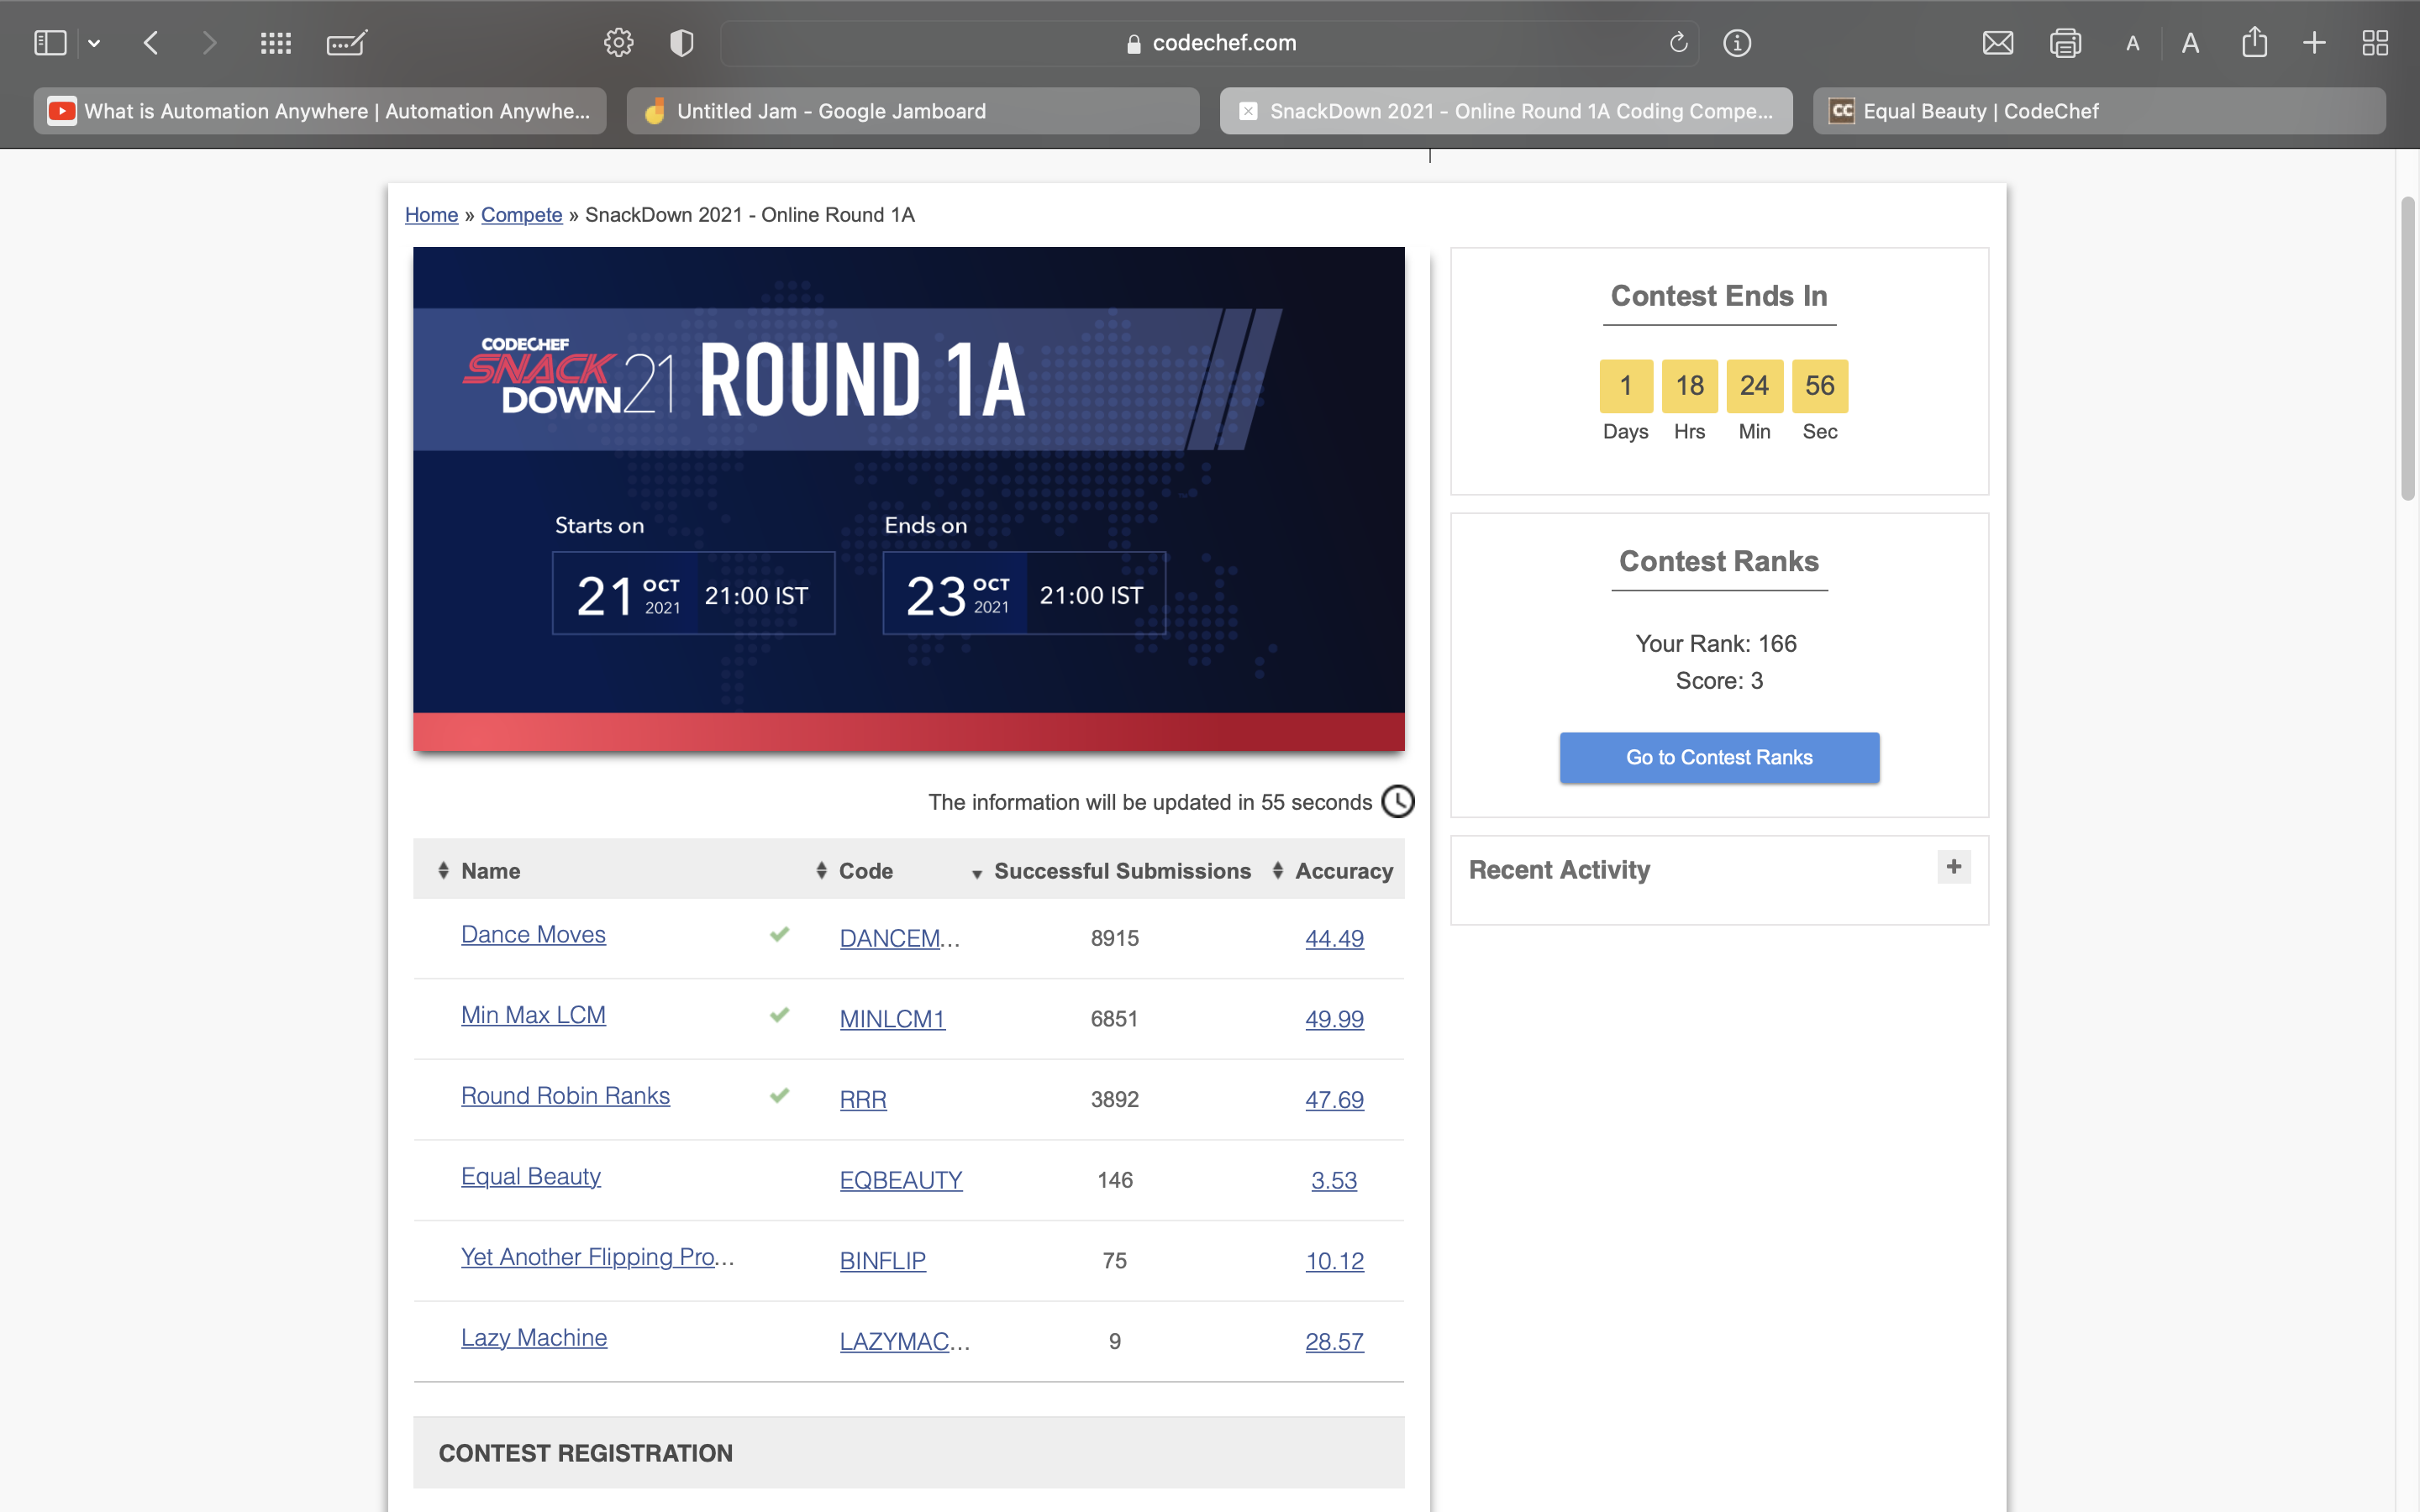 codechef.com
A A
What is Automation Anywhere | Automation Anywhe...
Untitled Jam - Google Jamboard
SnackDown 2021 - Online Round 1A Coding Compe...
CC Equal Beauty | CodeChef
Home » Compete » SnackDown 2021 - Online Round 1A
CODECHEF
SNACK
DOWN21
ROUND 1A
Starts on
21 OCT 2021 21:00 IST
Ends on
23 OCT 2021 21:00 IST
Contest Ends In
1 18 24 56
Days Hrs Min Sec
Contest Ranks
Your Rank: 166
Score: 3
Go to Contest Ranks
Recent Activity
+
The information will be updated in 55 seconds
Name Code Successful Submissions Accuracy
Dance Moves DANCEM... 8915 44.49
Min Max LCM MINLCM1 6851 49.99
Round Robin Ranks RRR 3892 47.69
Equal Beauty EQBEAUTY 146 3.53
Yet Another Flipping Pro... BINFLIP 75 10.12
Lazy Machine LAZYMAC... 9 28.57
CONTEST REGISTRATION